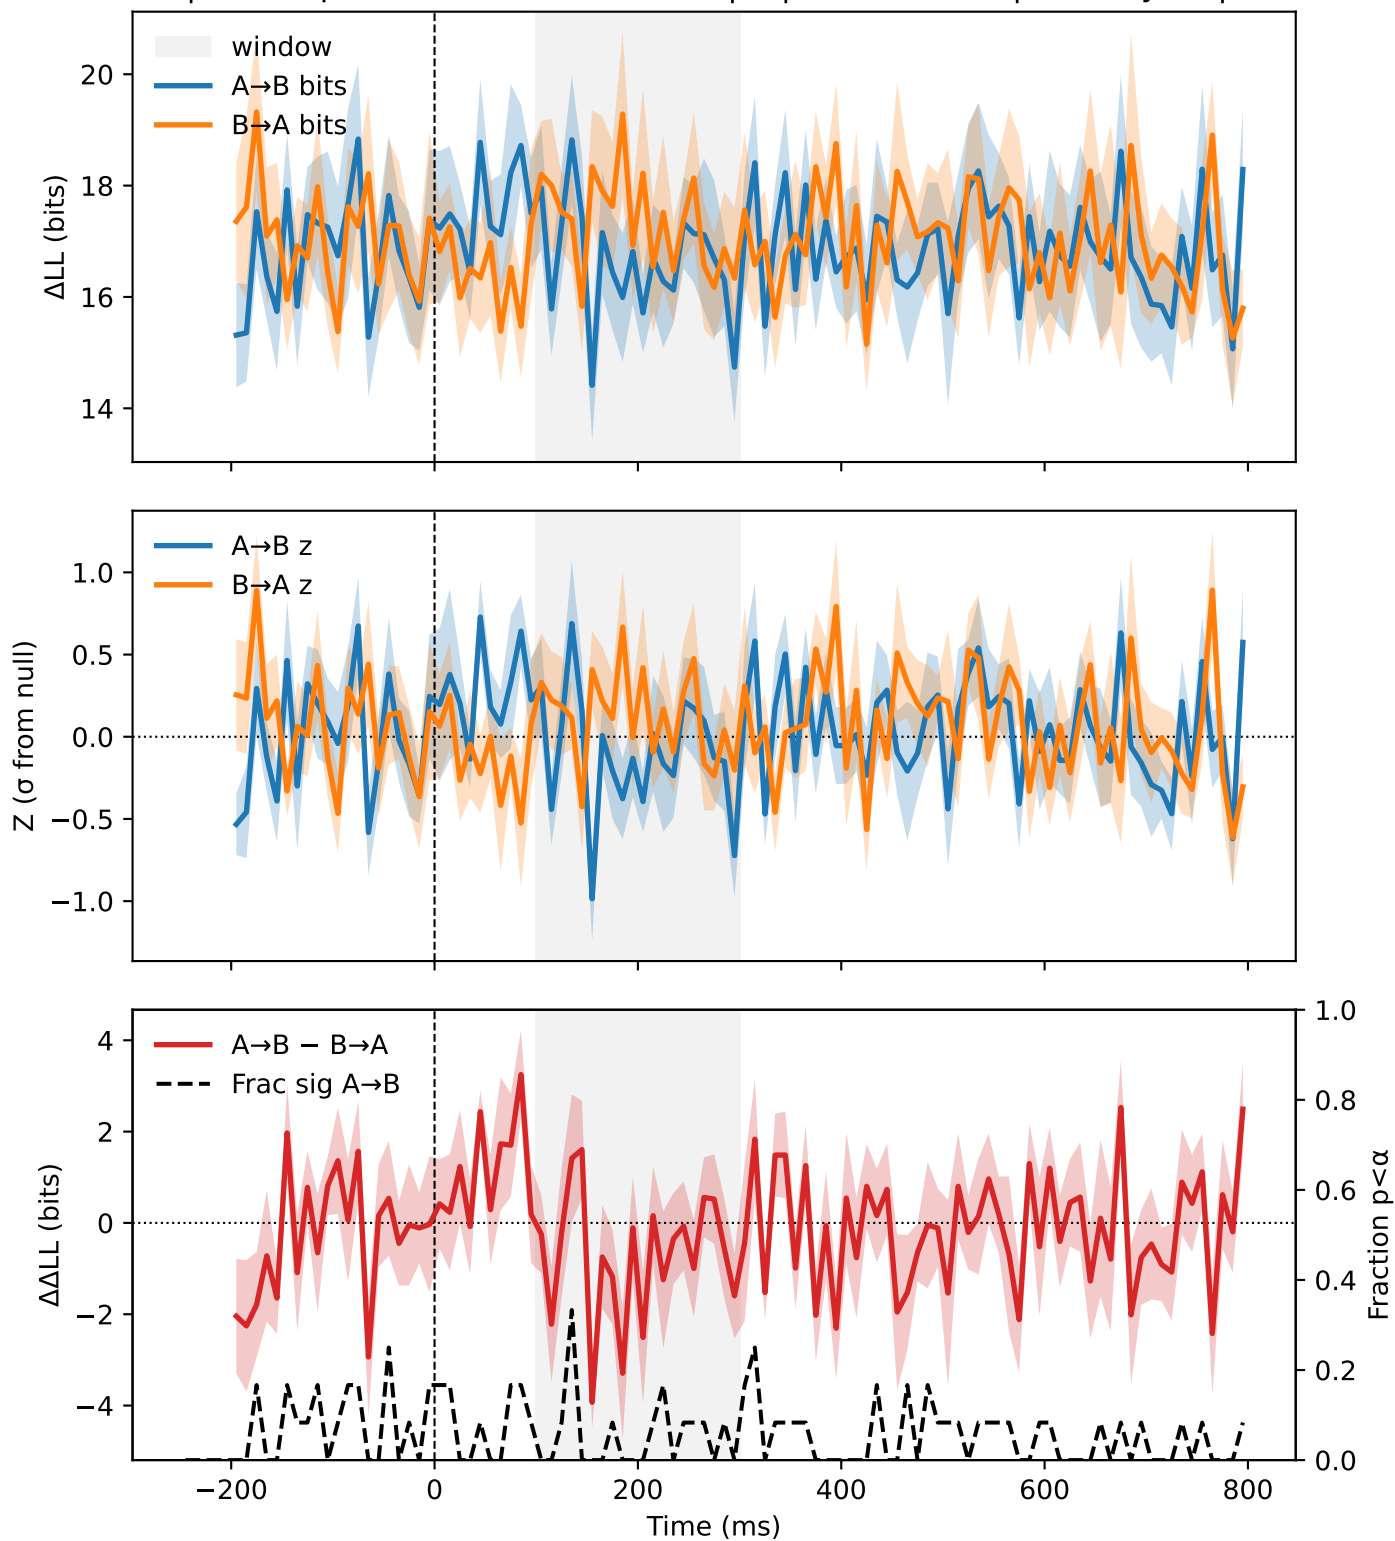 window
A→B bits
B→A bits
20
18
16
14
ΔLL (bits)
A→B z
B→A z
1.0
0.5
0.0
−0.5
−1.0
Z (σ from null)
A→B − B→A
Frac sig A→B
4
2
0
−2
−4
ΔΔLL (bits)
1.0
0.8
0.6
0.4
0.2
0.0
Fraction p<α
−200 0 200 400 600 800
Time (ms)